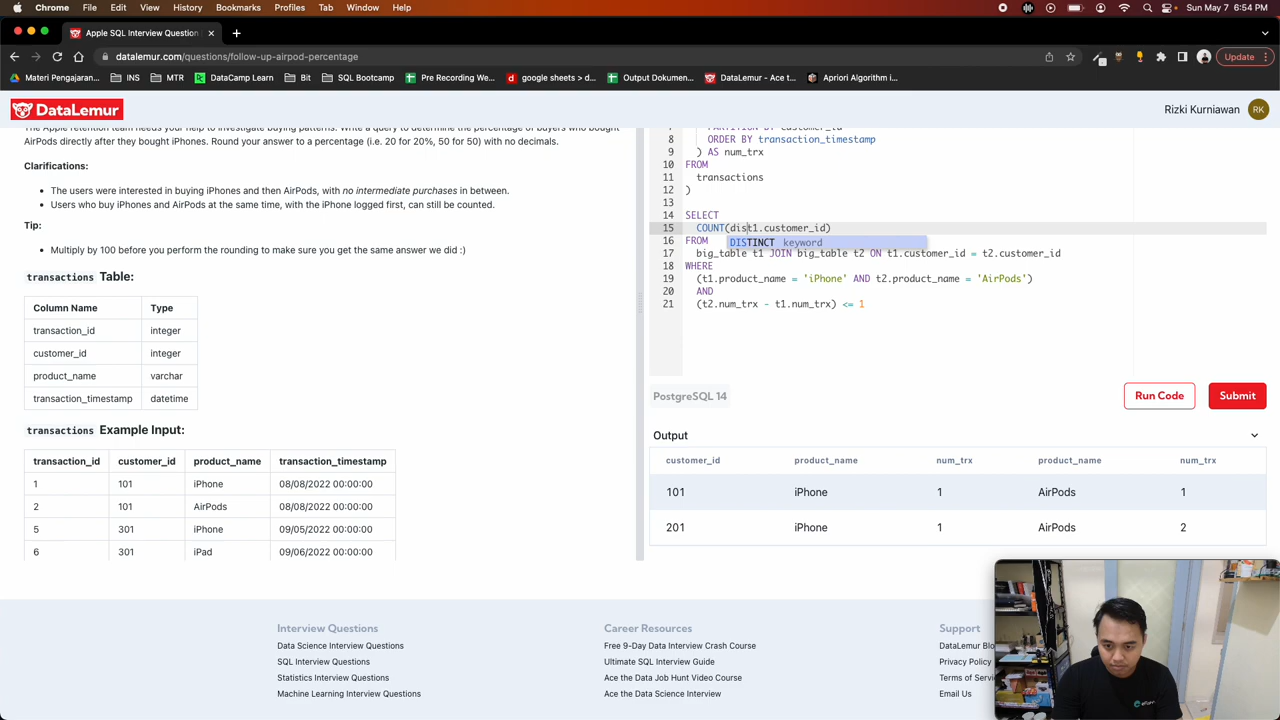 Chrome File Edit View History Bookmarks Profiles Tab Window Help
Sun May 7 6:54 PM
Apple SQL Interview Question
datalemur.com/questions/follow-up-airpod-percentage
Update
Materi Pengajaran... INS MTR DataCamp Learn Bit SQL Bootcamp Pre Recording We... google sheets > d... Output Dokumen... DataLemur - Ace t... Apriori Algorithm i...
DataLemur
Rizki Kurniawan RK
AirPods directly after they bought iPhones. Round your answer to a percentage (i.e. 20 for 20%, 50 for 50) with no decimals.
Clarifications:
The users were interested in buying iPhones and then AirPods, with no intermediate purchases in between.
Users who buy iPhones and AirPods at the same time, with the iPhone logged first, can still be counted.
Tip:
Multiply by 100 before you perform the rounding to make sure you get the same answer we did :)
transactions Table:
Column Name Type
transaction_id integer
customer_id integer
product_name varchar
transaction_timestamp datetime
transactions Example Input:
transaction_id customer_id product_name transaction_timestamp
1 101 iPhone 08/08/2022 00:00:00
2 101 AirPods 08/08/2022 00:00:00
5 301 iPhone 09/05/2022 00:00:00
6 301 iPad 09/06/2022 00:00:00
8 ORDER BY transaction_timestamp
9 ) AS num_trx
10 FROM
11 transactions
12 )
13
14 SELECT
15 COUNT(dist1.customer_id)
DISTINCT keyword
16 FROM
17 big_table t1 JOIN big_table t2 ON t1.customer_id = t2.customer_id
18 WHERE
19 (t1.product_name = 'iPhone' AND t2.product_name = 'AirPods')
20 AND
21 (t2.num_trx - t1.num_trx) <= 1
PostgreSQL 14
Run Code
Submit
Output
customer_id product_name num_trx product_name num_trx
101 iPhone 1 AirPods 1
201 iPhone 1 AirPods 2
Interview Questions
Data Science Interview Questions
SQL Interview Questions
Statistics Interview Questions
Machine Learning Interview Questions
Career Resources
Free 9-Day Data Interview Crash Course
Ultimate SQL Interview Guide
Ace the Data Job Hunt Video Course
Ace the Data Science Interview
Support
DataLemur Blo
Privacy Policy
Terms of Servi
Email Us